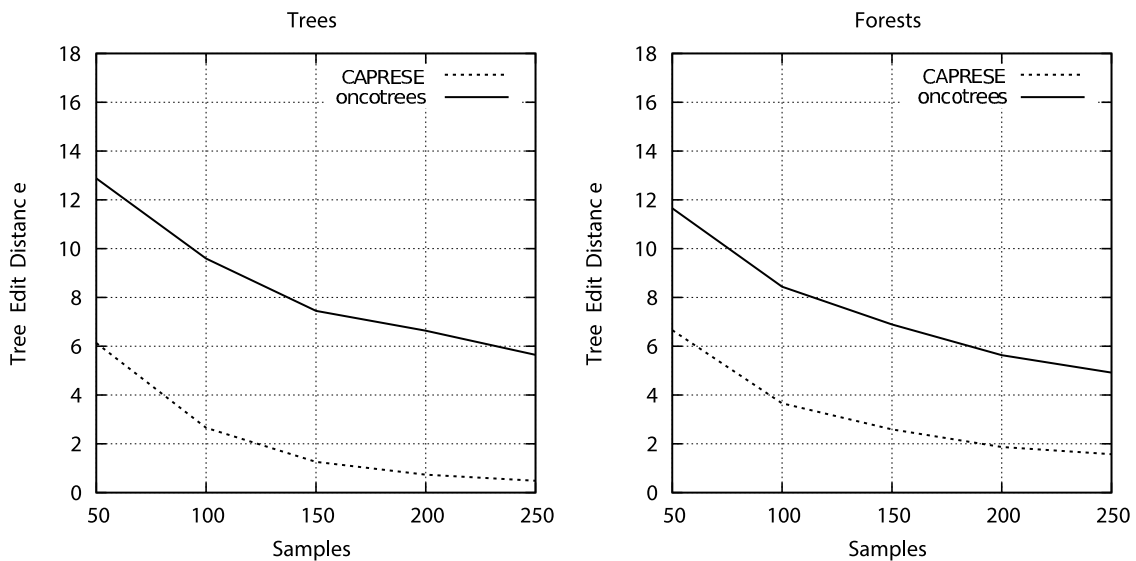 Trees
18
16
14
12
10
8
6
4
2
0
CAPRESE
oncotrees
50 100 150 200 250
Samples
Tree Edit Distanc e
Forests
18
16
14
12
10
8
6
4
2
0
CAPRESE
oncotrees
50 100 150 200 250
Samples
Tree Edit Distanc e